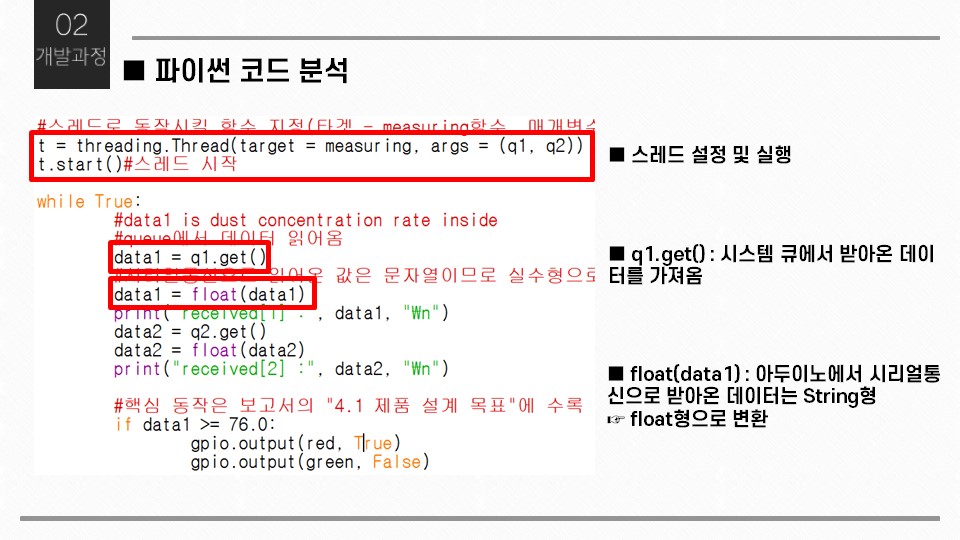 02
개발과정
■ 파이썬 코드 분석
#스레드로 동작시킬 함수 지정(타겟 - measuring함수, 매개변수
t = threading.Thread(target = measuring, args = (q1, q2))
t.start()#스레드 시작
■ 스레드 설정 및 실행
while True:
#data1 is dust concentration rate inside
#queue에서 데이터 읽어옴
data1 = q1.get()
■ q1.get() : 시스템 큐에서 받아온 데이
터를 가져옴
#시리얼통신으로 읽어온 값은 문자열이므로 실수형으로
data1 = float(data1)
print("received[1] :", data1, "₩n")
data2 = q2.get()
data2 = float(data2)
print("received[2] :", data2, "₩n")
■ float(data1) : 아두이노에서 시리얼통
신으로 받아온 데이터는 String형
☞ float형으로 변환
#핵심 동작은 보고서의 "4.1 제품 설계 목표"에 수록
if data1 >= 76.0:
gpio.output(red, True)
gpio.output(green, False)